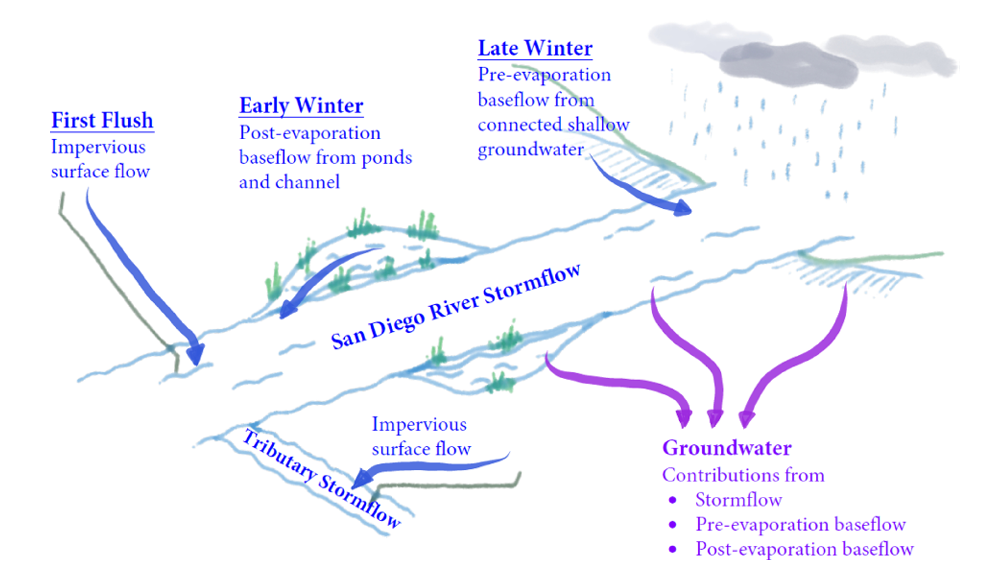 First Flush
Impervious
surface flow
Early Winter
Post-evaporation
baseflow from ponds
and channel
Late Winter
Pre-evaporation
baseflow from
connected shallow
groundwater
San Diego River Stormflow
Impervious
surface flow
Tributary Stormflow
Groundwater
Contributions from
• Stormflow
• Pre-evaporation baseflow
• Post-evaporation baseflow